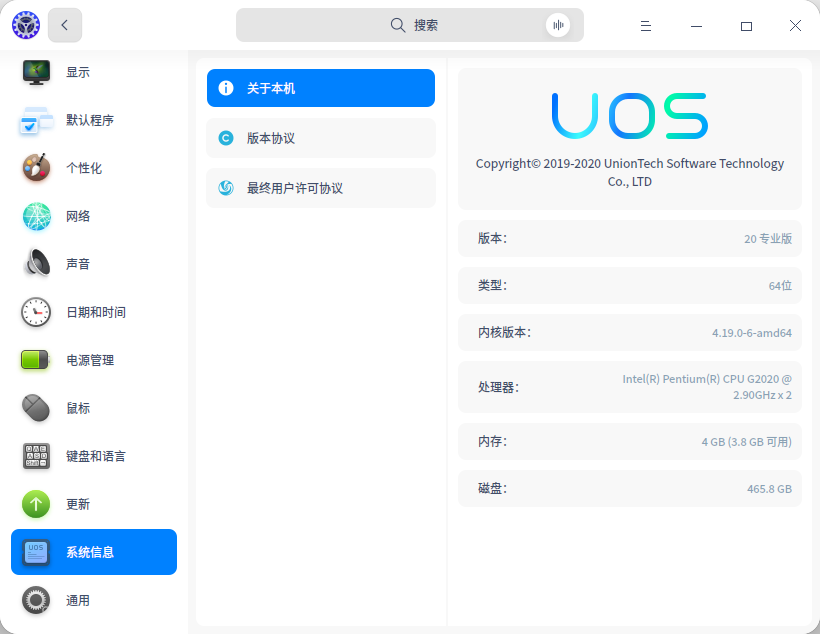 搜索
显示
默认程序
个性化
网络
声音
日期和时间
电源管理
鼠标
键盘和语言
更新
系统信息
通用
关于本机
版本协议
最终用户许可协议
UOS
Copyright© 2019-2020 UnionTech Software Technology
Co., LTD
版本： 20 专业版
类型： 64位
内核版本： 4.19.0-6-amd64
处理器： Intel(R) Pentium(R) CPU G2020 @
2.90GHz x 2
内存： 4 GB (3.8 GB 可用)
磁盘： 465.8 GB